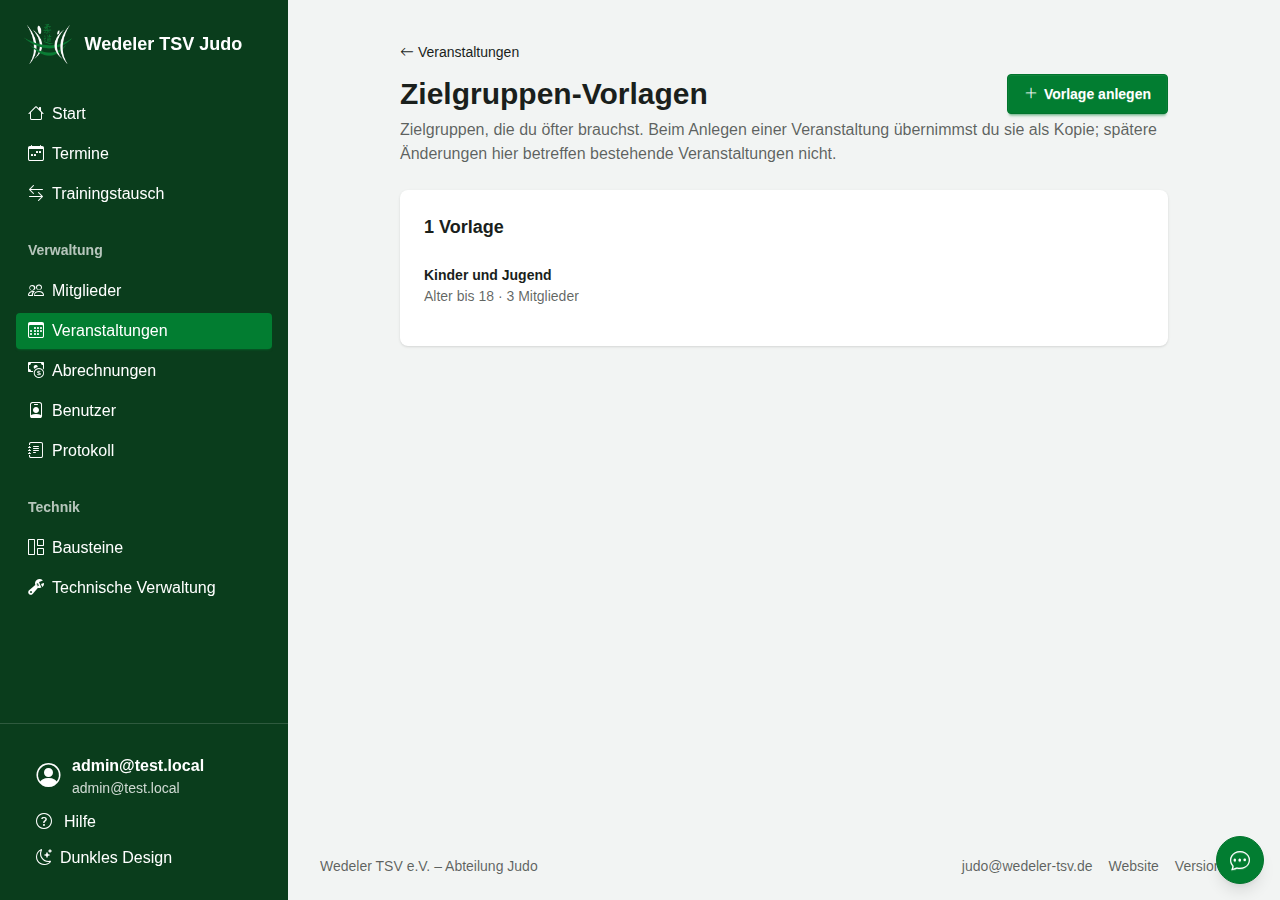 Wedeler TSV Judo
Start
Termine
Trainingstausch
Verwaltung
Mitglieder
Veranstaltungen
Abrechnungen
Benutzer
Protokoll
Technik
Bausteine
Technische Verwaltung
admin@test.local
admin@test.local
Hilfe
Dunkles Design
← Veranstaltungen
Zielgruppen-Vorlagen
+ Vorlage anlegen
Zielgruppen, die du öfter brauchst. Beim Anlegen einer Veranstaltung übernimmst du sie als Kopie; spätere
Änderungen hier betreffen bestehende Veranstaltungen nicht.
1 Vorlage
Kinder und Jugend
Alter bis 18 · 3 Mitglieder
Wedeler TSV e.V. – Abteilung Judo
judo@wedeler-tsv.de Website